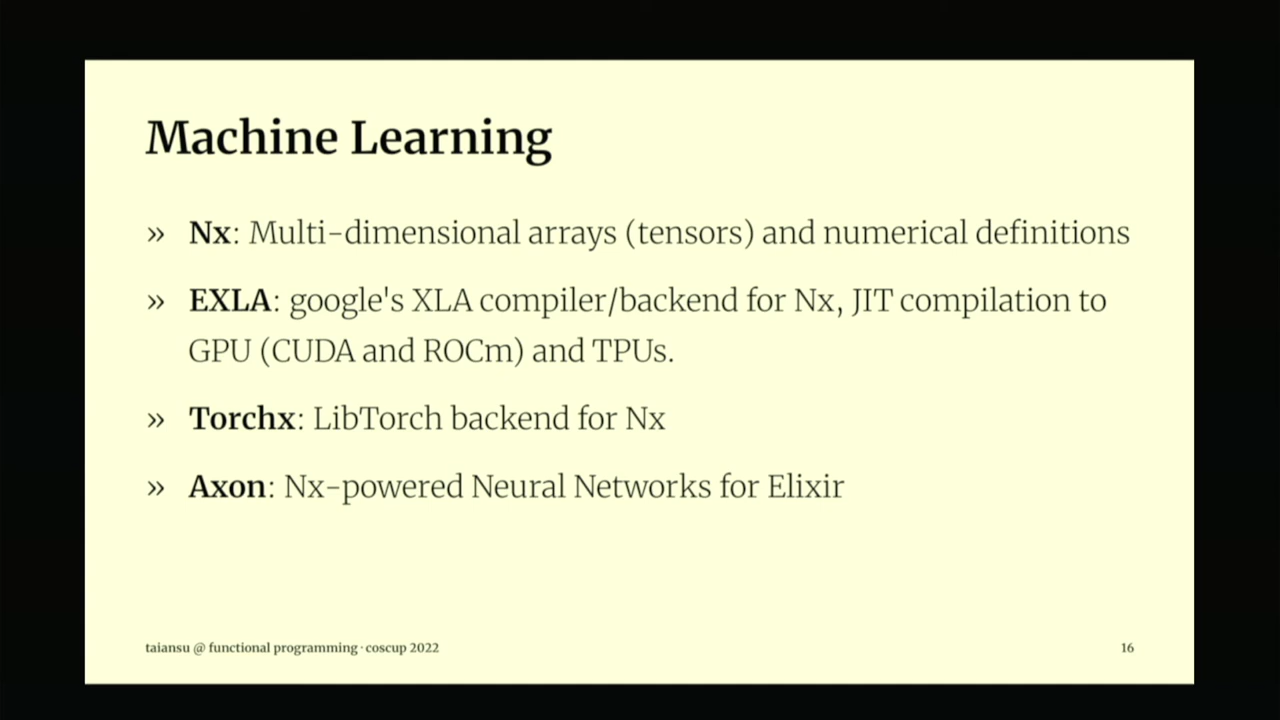 Machine Learning
» Nx: Multi-dimensional arrays (tensors) and numerical definitions
» EXLA: google's XLA compiler/backend for Nx, JIT compilation to
GPU (CUDA and ROCm) and TPUs.
» Torchx: LibTorch backend for Nx
» Axon: Nx-powered Neural Networks for Elixir
taiansu @ functional programming · coscup 2022
16